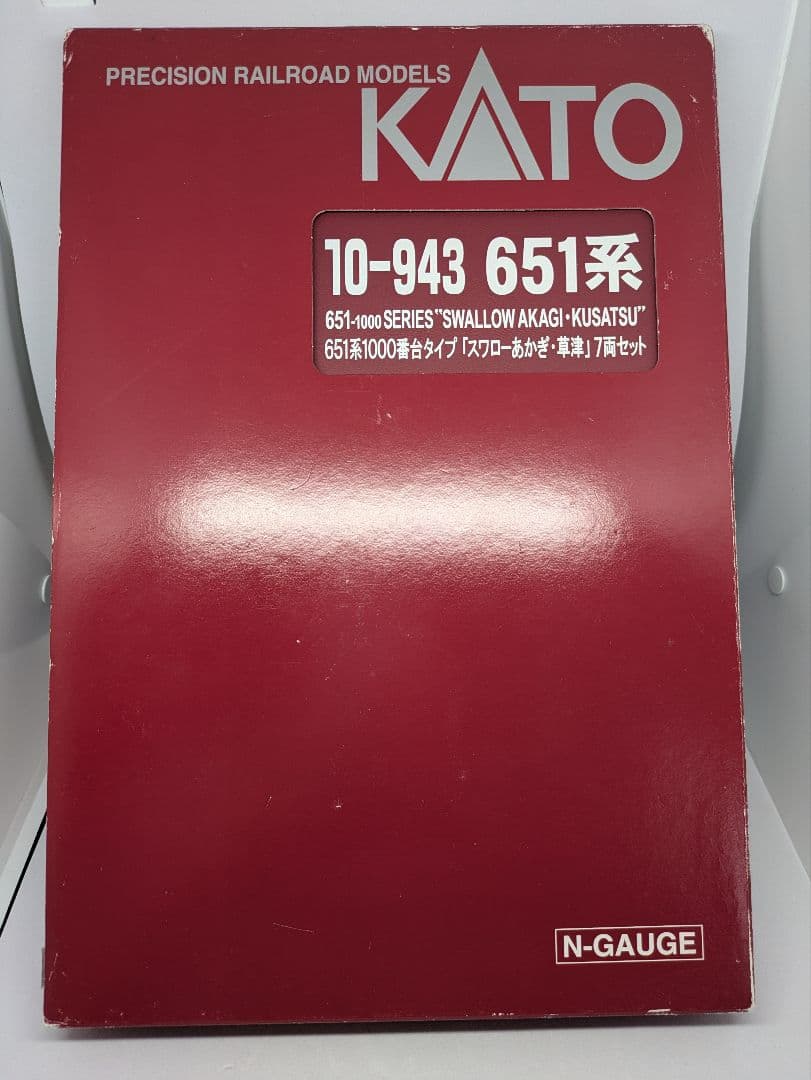 PRECISION RAILROAD MODELS
KATO
10-943 651系
651-1000 SERIES "SWALLOW AKAGI・KUSATSU"
651系1000番台タイプ「スワローあかぎ・草津」7両セット
N-GAUGE